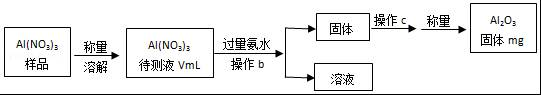 Al(NO₃)₃
样品
称量
溶解
Al(NO₃)₃
待测液 VmL
过量氨水
操作 b
固体
操作 c
称量
Al₂O₃
固体 mg
溶液